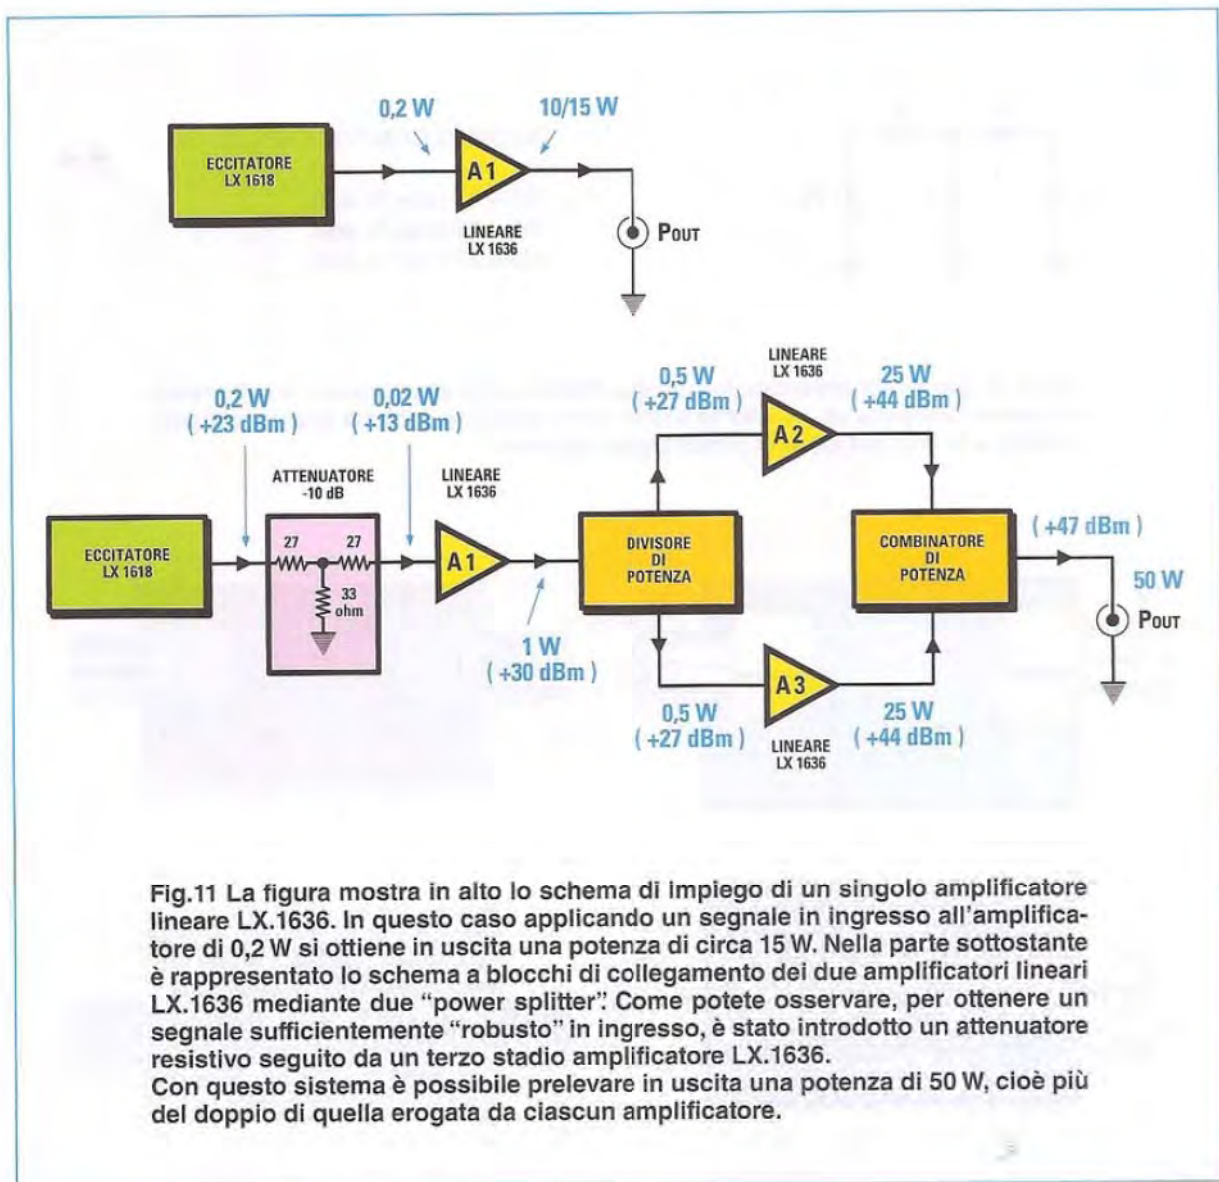 0,2 W
10/15 W
ECCITATORE
LX 1618
A1
LINEARE
LX 1636
POUT
0,2 W
( +23 dBm )
0,02 W
( +13 dBm )
ATTENUATORE
-10 dB
LINEARE
LX 1636
ECCITATORE
LX 1618
27
27
33
ohm
A1
1 W
( +30 dBm )
DIVISORE
DI
POTENZA
0,5 W
( +27 dBm )
LINEARE
LX 1636
A2
25 W
( +44 dBm )
0,5 W
( +27 dBm )
A3
LINEARE
LX 1636
25 W
( +44 dBm )
COMBINATORE
DI
POTENZA
( +47 dBm )
50 W
POUT
Fig.11 La figura mostra in alto lo schema di impiego di un singolo amplificatore
lineare LX.1636. In questo caso applicando un segnale in ingresso all'amplifica-
tore di 0,2 W si ottiene in uscita una potenza di circa 15 W. Nella parte sottostante
è rappresentato lo schema a blocchi di collegamento dei due amplificatori lineari
LX.1636 mediante due “power splitter”. Come potete osservare, per ottenere un
segnale sufficientemente “robusto” in ingresso, è stato introdotto un attenuatore
resistivo seguito da un terzo stadio amplificatore LX.1636.
Con questo sistema è possibile prelevare in uscita una potenza di 50 W, cioè più
del doppio di quella erogata da ciascun amplificatore.